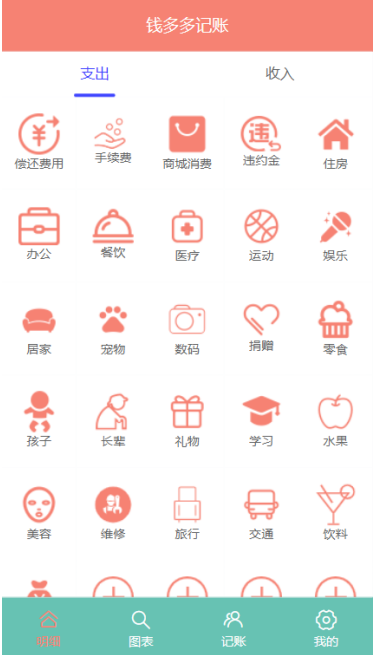 钱多多记账
支出 收入
偿还费用 手续费 商城消费 违约金 住房
办公 餐饮 医疗 运动 娱乐
居家 宠物 数码 捐赠 零食
孩子 长辈 礼物 学习 水果
美容 维修 旅行 交通 饮料
明细 图表 记账 我的